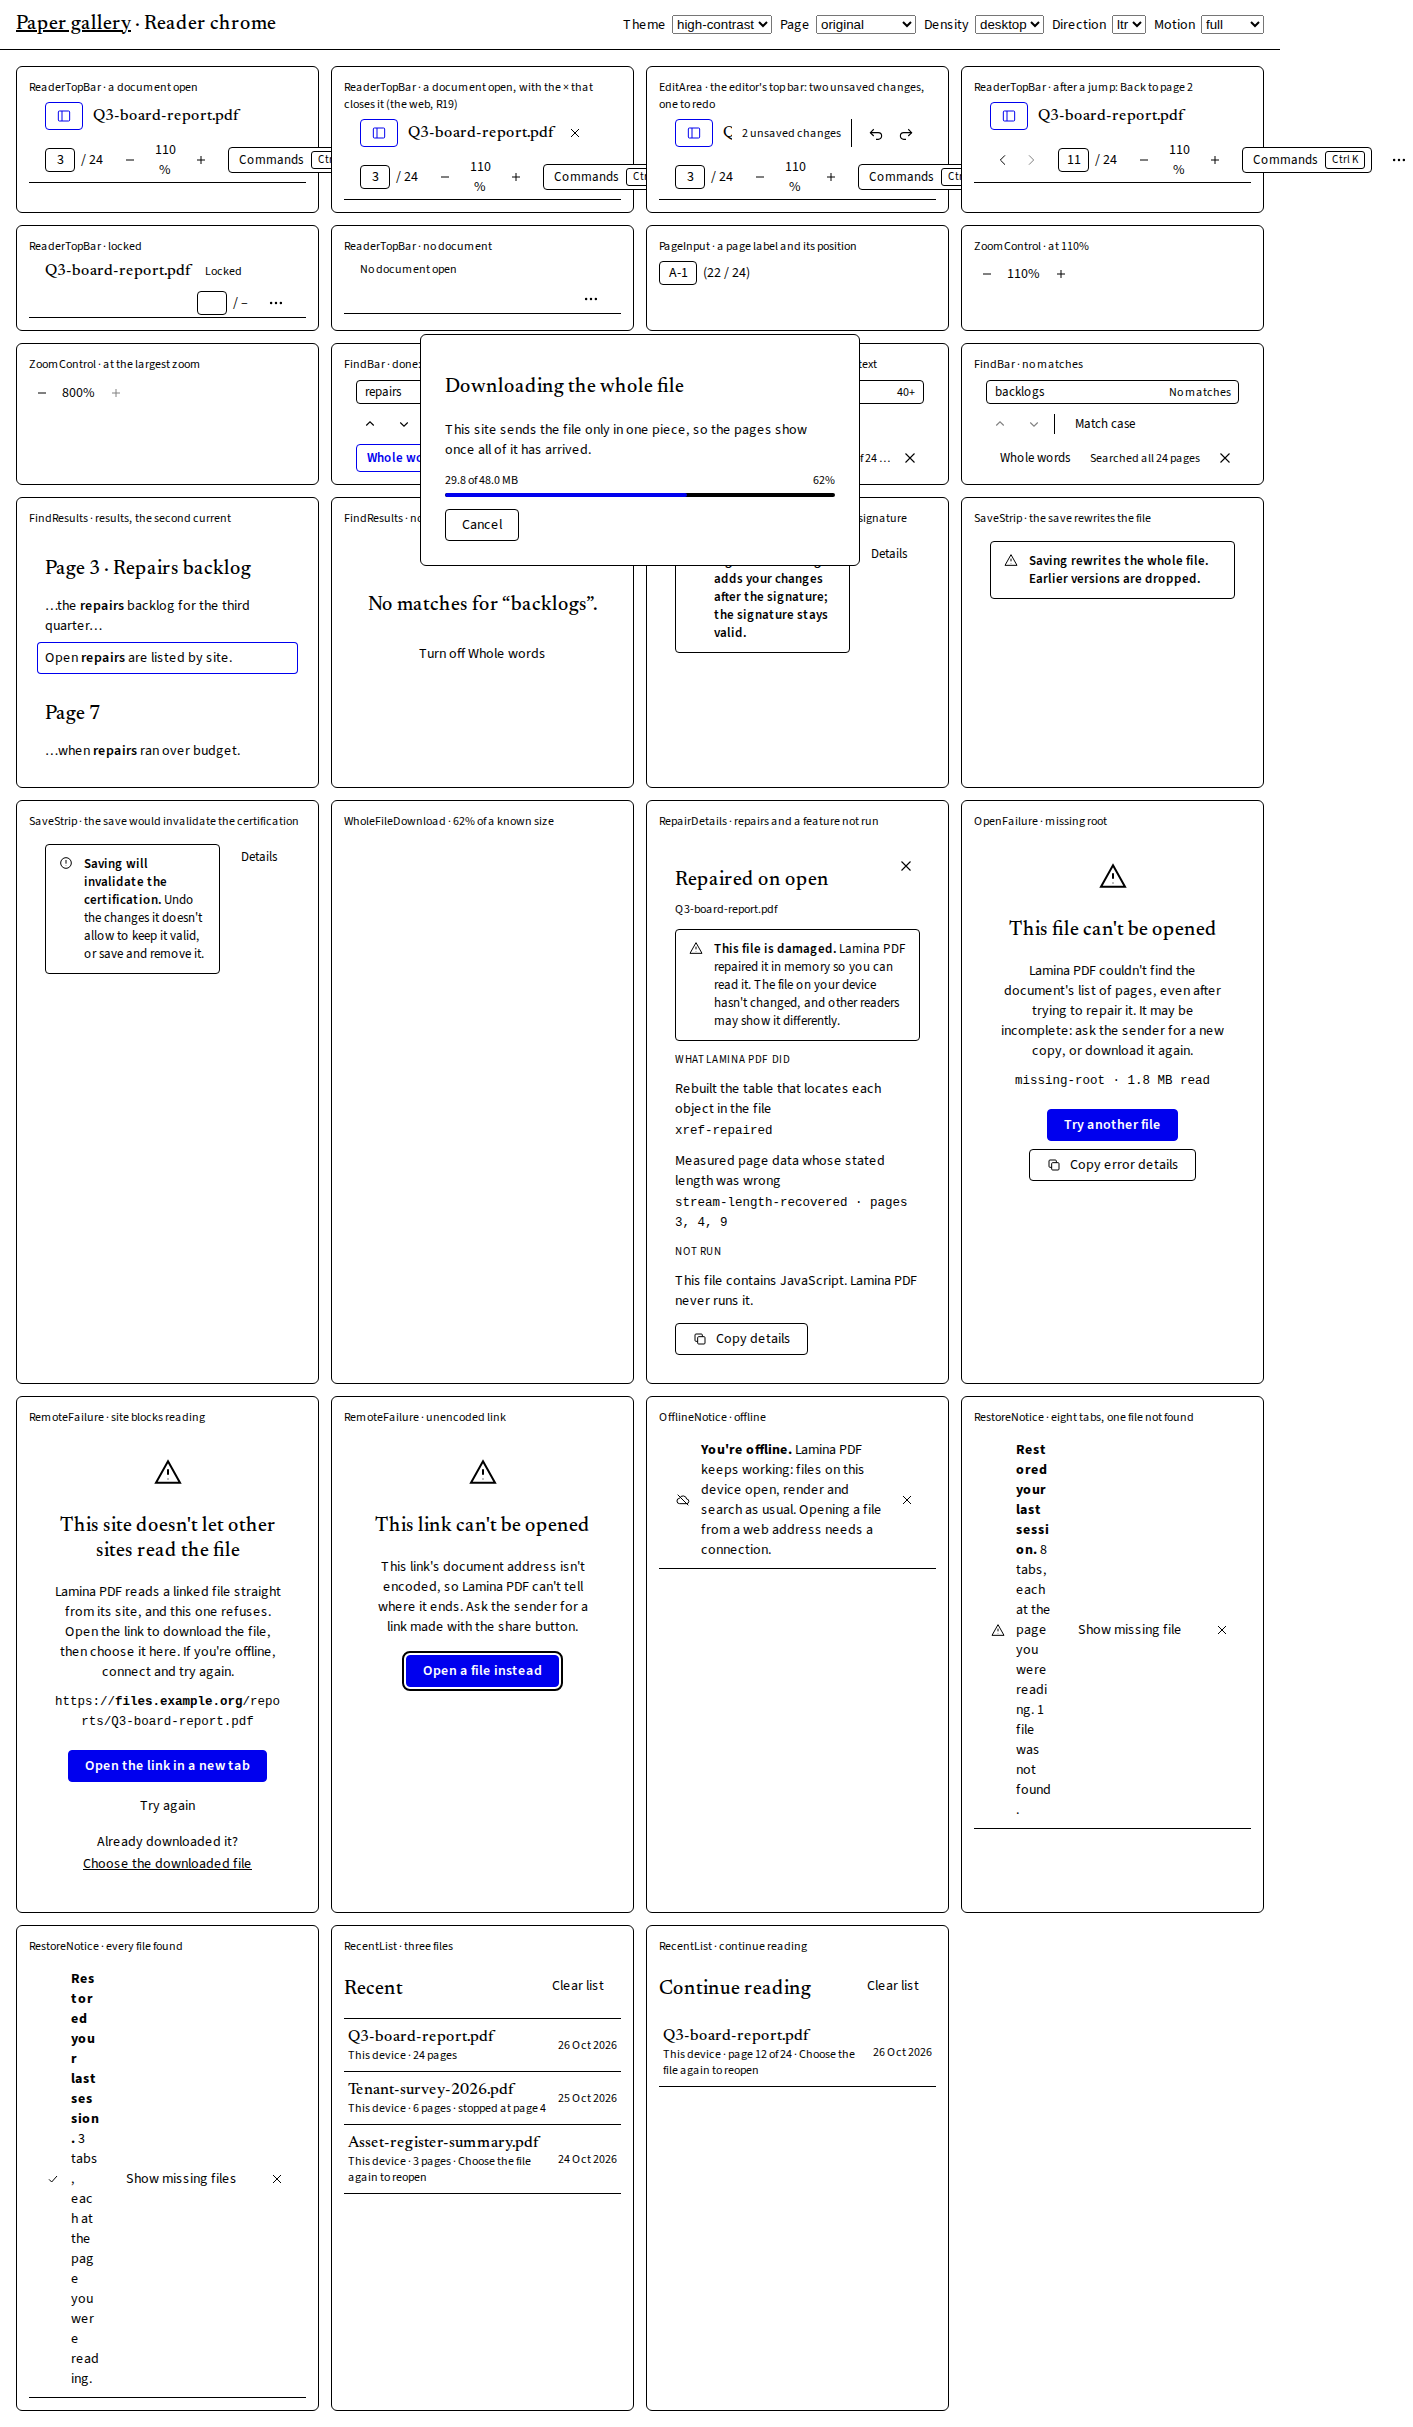 Paper gallery · Reader chrome
Theme high-contrast Page original Density desktop Direction ltr Motion full
ReaderTopBar · a document open
Q3-board-report.pdf
3 / 24 − 110 % + Commands
ReaderTopBar · a document open, with the × that
closes it (the web, R19)
Q3-board-report.pdf
3 / 24 − 110 % + Commands
EditArea · the editor's top bar: two unsaved changes,
one to redo
2 unsaved changes
3 / 24 − 110 % + Commands
ReaderTopBar · after a jump: Back to page 2
Q3-board-report.pdf
11 / 24 − 110 % + Commands Ctrl K
ReaderTopBar · locked
Q3-board-report.pdf Locked
/ –
ReaderTopBar · no document
No document open
PageInput · a page label and its position
A-1 (22 / 24)
ZoomControl · at 110%
− 110% +
ZoomControl · at the largest zoom
− 800% +
FindBar · done
repairs
Whole
text
40+
of 24 …
FindBar · no matches
backlogs No matches
Match case
Whole words Searched all 24 pages
Downloading the whole file
This site sends the file only in one piece, so the pages show
once all of it has arrived.
29.8 of 48.0 MB 62%
Cancel
FindResults · results, the second current
Page 3 · Repairs backlog
…the repairs backlog for the third
quarter…
Open repairs are listed by site.
Page 7
…when repairs ran over budget.
FindResults · no
No matches for “backlogs”.
Turn off Whole words
signature
Details
adds your changes
after the signature;
the signature stays
valid.
SaveStrip · the save rewrites the file
Saving rewrites the whole file.
Earlier versions are dropped.
SaveStrip · the save would invalidate the certification
Saving will
invalidate the
certification. Undo
the changes it doesn't
allow to keep it valid,
or save and remove it.
Details
WholeFileDownload · 62% of a known size
RepairDetails · repairs and a feature not run
Repaired on open
Q3-board-report.pdf
This file is damaged. Lamina PDF
repaired it in memory so you can
read it. The file on your device
hasn't changed, and other readers
may show it differently.
WHAT LAMINA PDF DID
Rebuilt the table that locates each
object in the file
xref-repaired
Measured page data whose stated
length was wrong
stream-length-recovered · pages
3, 4, 9
NOT RUN
This file contains JavaScript. Lamina PDF
never runs it.
Copy details
OpenFailure · missing root
This file can't be opened
Lamina PDF couldn't find the
document's list of pages, even after
trying to repair it. It may be
incomplete: ask the sender for a new
copy, or download it again.
missing-root · 1.8 MB read
Try another file
Copy error details
RemoteFailure · site blocks reading
This site doesn't let other
sites read the file
Lamina PDF reads a linked file straight
from its site, and this one refuses.
Open the link to download the file,
then choose it here. If you're offline,
connect and try again.
https://files.example.org/repo
rts/Q3-board-report.pdf
Open the link in a new tab
Try again
Already downloaded it?
Choose the downloaded file
RemoteFailure · unencoded link
This link can't be opened
This link's document address isn't
encoded, so Lamina PDF can't tell
where it ends. Ask the sender for a
link made with the share button.
Open a file instead
OfflineNotice · offline
You're offline. Lamina PDF
keeps working: files on this
device open, render and
search as usual. Opening a file
from a web address needs a
connection.
RestoreNotice · eight tabs, one file not found
Rest
ored
your
last
sessi
on. 8
tabs,
each
at the
page
you
were
readi
ng. 1
file
was
not
found
.
Show missing file
RestoreNotice · every file found
Res
tor
ed
you
r
last
ses
sion
. 3
tabs
,
eac
h at
the
pag
e
you
wer
e
read
ing.
Show missing files
RecentList · three files
Recent Clear list
Q3-board-report.pdf
This device · 24 pages
26 Oct 2026
Tenant-survey-2026.pdf
This device · 6 pages · stopped at page 4
25 Oct 2026
Asset-register-summary.pdf
This device · 3 pages · Choose the file
again to reopen
24 Oct 2026
RecentList · continue reading
Continue reading Clear list
Q3-board-report.pdf
This device · page 12 of 24 · Choose the
file again to reopen
26 Oct 2026